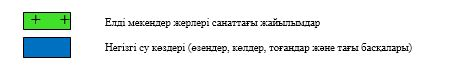 Елді мекендер жерлері санаттағы жайылымдар
Негізгі су көздері (өзендер, көлдер, тоғандар және тағы басқалары)